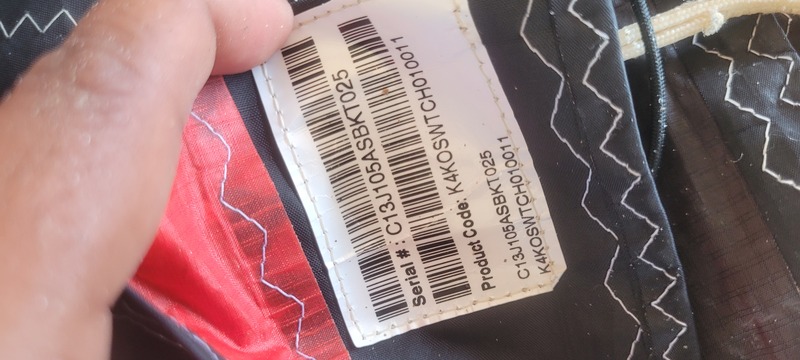 Serial #: C13J105ASBKT025
Product Code: K4KOSWTCH010011
C13J105ASBKT025
K4KOSWTCH010011